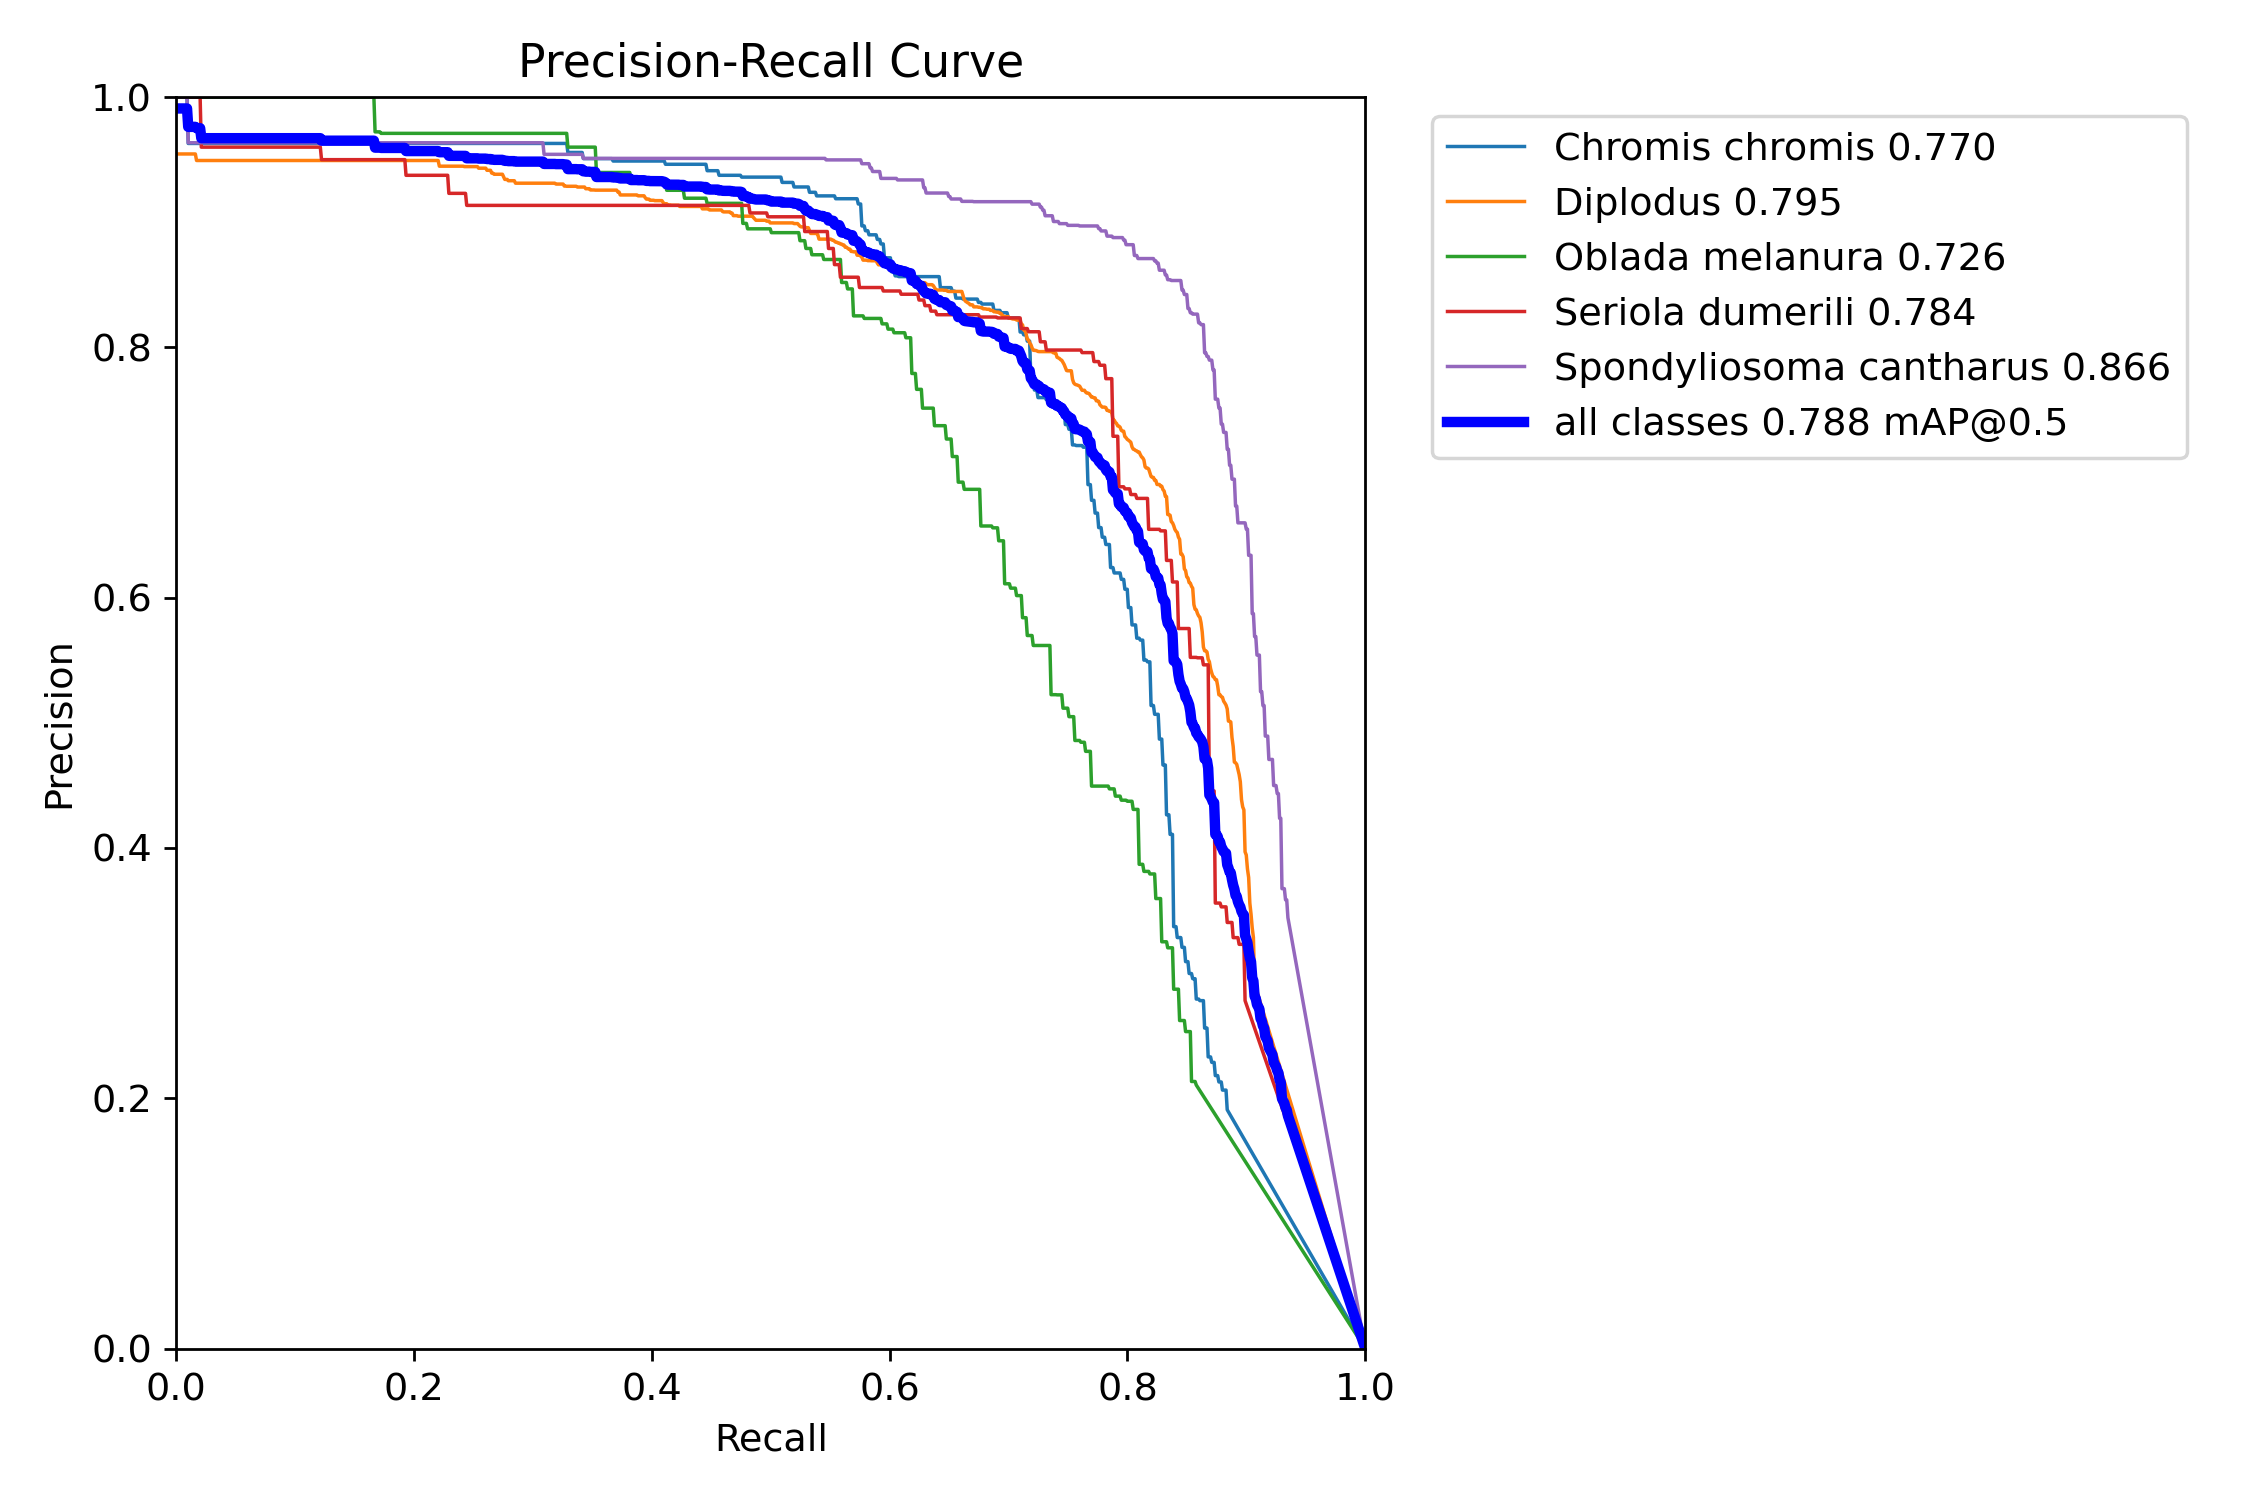 Precision-Recall Curve
1.0
0.8
0.6
0.4
0.2
0.0
Precision
0.0 0.2 0.4 0.6 0.8 1.0
Recall
Chromis chromis 0.770
Diplodus 0.795
Oblada melanura 0.726
Seriola dumerili 0.784
Spondyliosoma cantharus 0.866
all classes 0.788 mAP@0.5